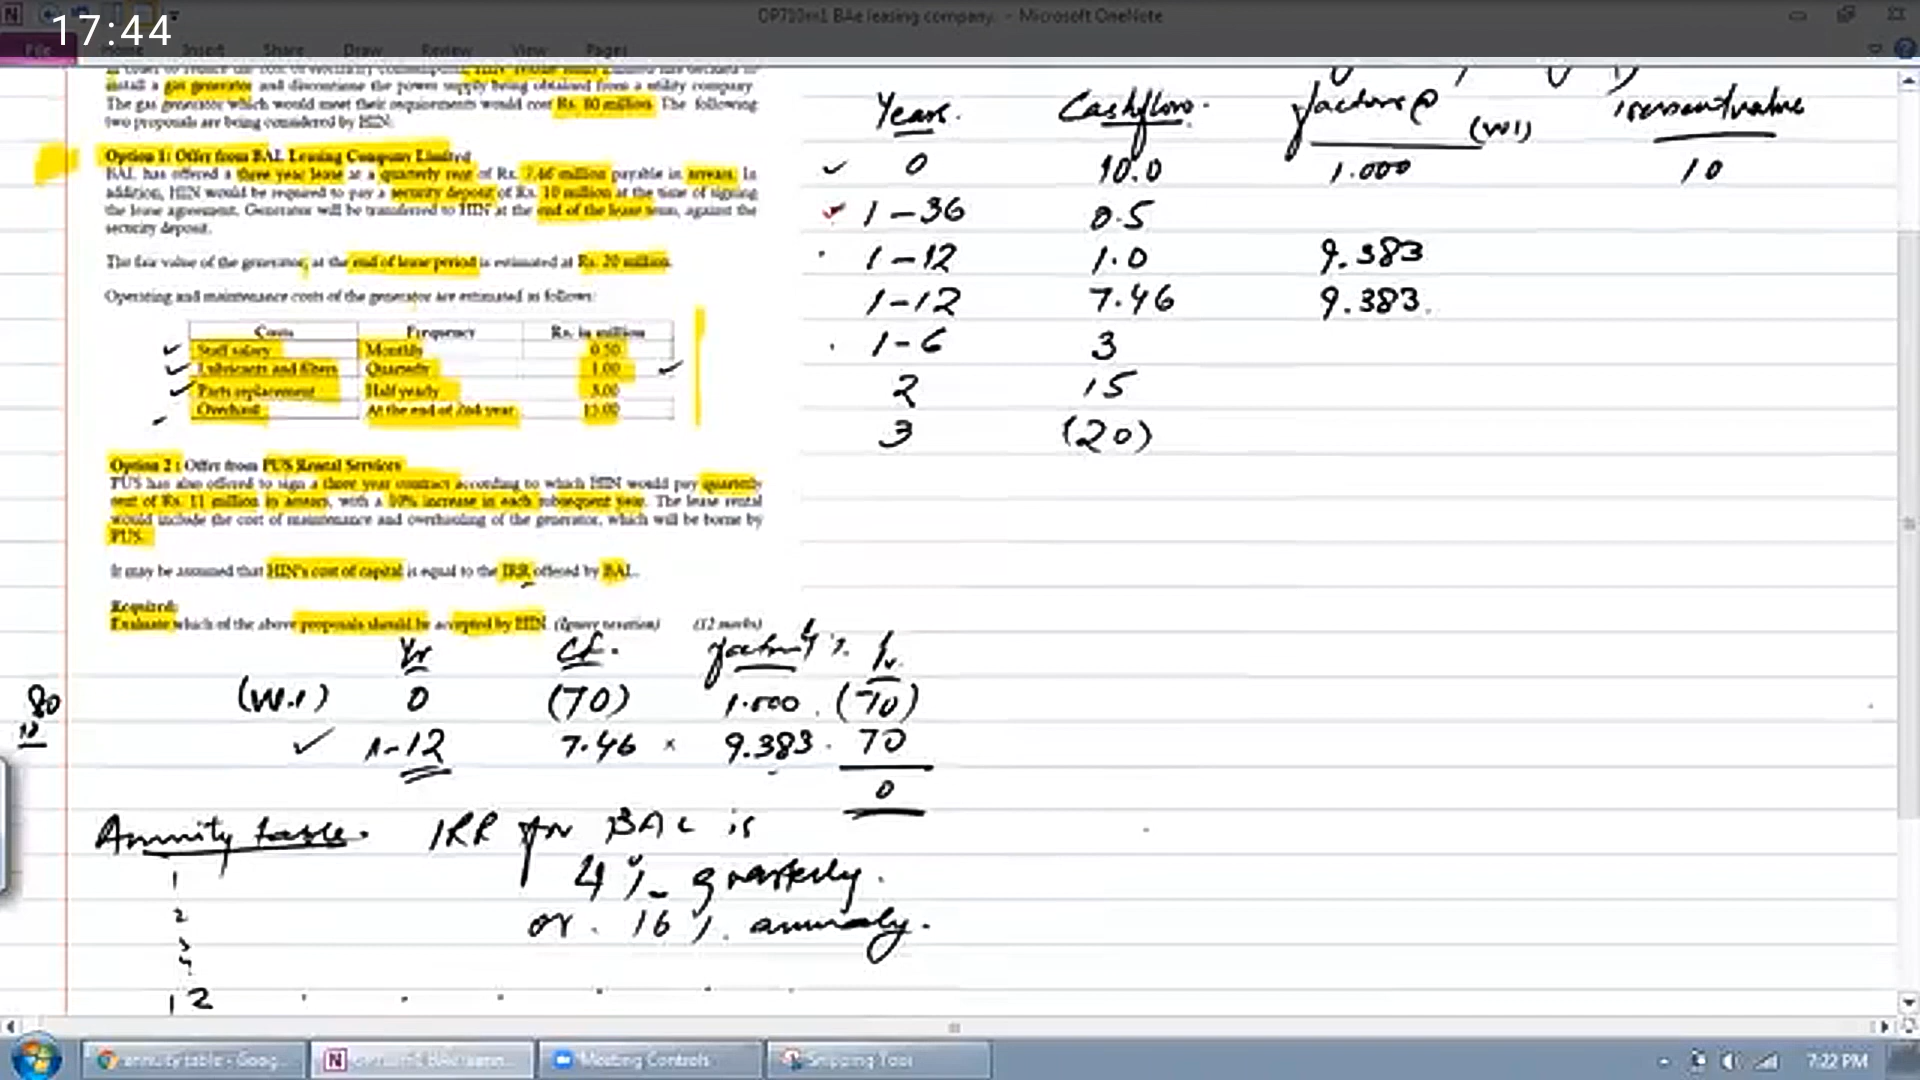 17:44
OP710m1 BAe leasing company. - Microsoft OneNote
File Home Insert Share Draw Review View Pages
install a gas generator and discontinue the power supply being obtained from a utility company.
The gas generator which would meet their requirements would cost Rs. 80 million. The following
two proposals are being considered by HIN:
Option 1: Offer from BAL Leasing Company Limited
BAL has offered a three year lease at a quarterly rent of Rs. 7.46 million payable in arrears. In
addition, HIN would be required to pay a security deposit of Rs. 10 million at the time of signing
the lease agreement. Generator will be transferred to HIN at the end of the lease term, against the
security deposit.
The fair value of the generator, at the end of lease period is estimated at Rs. 20 million.
Operating and maintenance costs of the generator are estimated as follows:
Costs Frequency Rs. in million
Staff salary Monthly 0.50
Lubricants and filters Quarterly 1.00
Parts replacement Half yearly 3.00
Overhaul At the end of 2nd year 15.00
Option 2 : Offer from PUS Rental Services
PUS has also offered to sign a three year contract according to which HIN would pay quarterly
rent of Rs. 11 million in arrears, with a 10% increase in each subsequent year. The lease rental
would include the cost of maintenance and overhauling of the generator, which will be borne by
PUS.
It may be assumed that HIN's cost of capital is equal to the IRR offered by BAL.
Required:
Evaluate which of the above proposals should be accepted by HIN. (Ignore taxation) (12 marks)
Years. Cashflow. factor @ (W1) Present value
0 10.0 1.000 10
1-36 0.5
1-12 1.0 9.383
1-12 7.46 9.383.
1-6 3
2 15
3 (20)
Yr Cf. factor 4%. Pv.
80 (W.1) 0 (70) 1.000. (70)
10 1-12 7.46 × 9.383. 70
0
Annuity table. IRR for BAL is
1 4% quarterly.
2 or. 16%. annualy.
3
4
12
annuity table - Goog... Meeting Controls Snipping Tool 7:22 PM